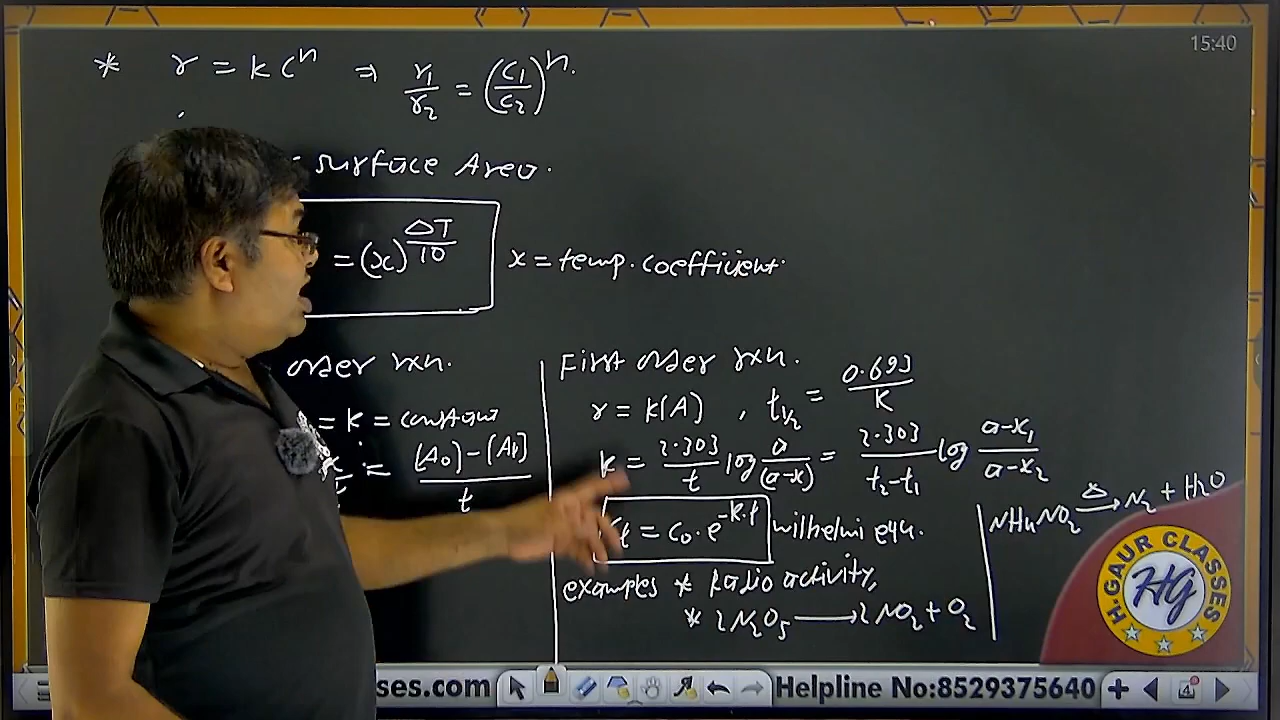 15:40
* r = k cⁿ ⇒ r₁/r₂ = (c₁/c₂)ⁿ.
surface Area.
= (x)^(ΔT/10) x = temp. coefficient.
order rxn.
= k = constant
= ([A₀) - [At])/t
First order rxn.
r = k(A) , t½ = 0.693/K
k = 2.303/t log a/(a-x) = 2.303/(t₂-t₁) log (a-x₁)/(a-x₂)
t = C₀ . e^(-k.t) wilhelmi eqn.
examples * Radio activity,
* 2N₂O₅ ⟶ 2NO₂ + O₂
NH₄NO₂ —Δ→ N₂ + H₂O
H. GAUR CLASSES
HG
ses.com
Helpline No:8529375640
4